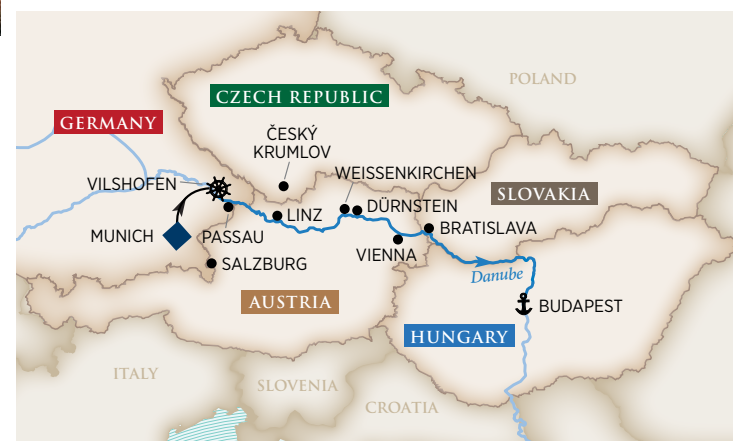 POLAND
CZECH REPUBLIC
GERMANY
ČESKÝ
KRUMLOV
WEISSENKIRCHEN
VILSHOFEN
SLOVAKIA
DÜRNSTEIN
LINZ
BRATISLAVA
MUNICH
PASSAU
VIENNA
SALZBURG
Danube
AUSTRIA
BUDAPEST
HUNGARY
ITALY
SLOVENIA
CROATIA